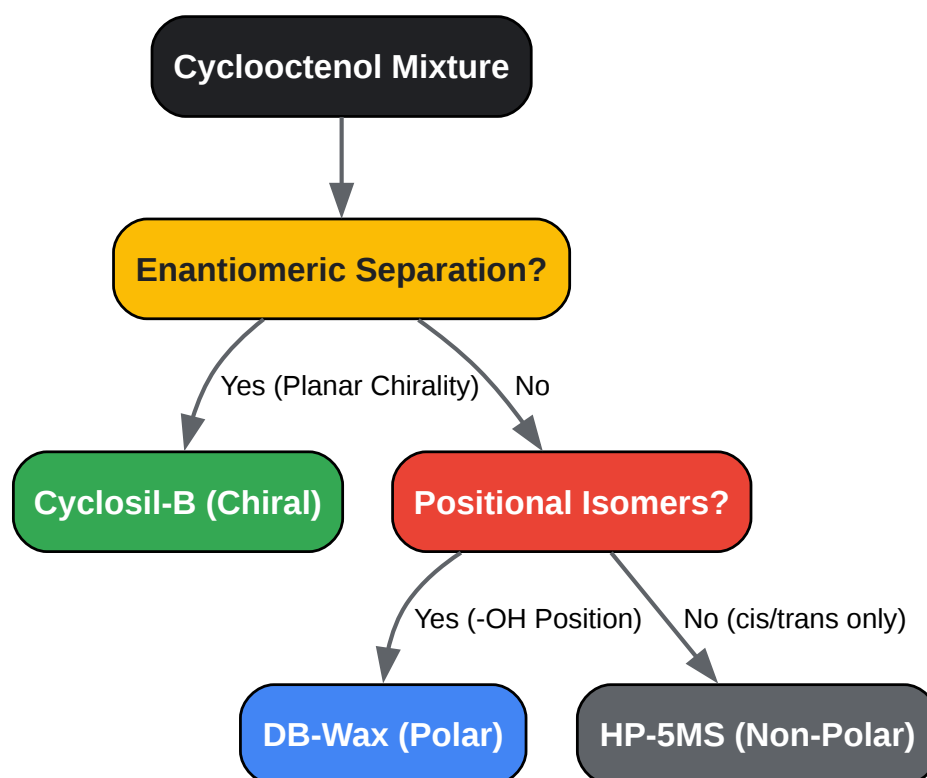 Cyclooctenol Mixture
Enantiomeric Separation?
Yes (Planar Chirality)
No
Cyclosil-B (Chiral)
Positional Isomers?
Yes (-OH Position)
No (cis/trans only)
DB-Wax (Polar)
HP-5MS (Non-Polar)